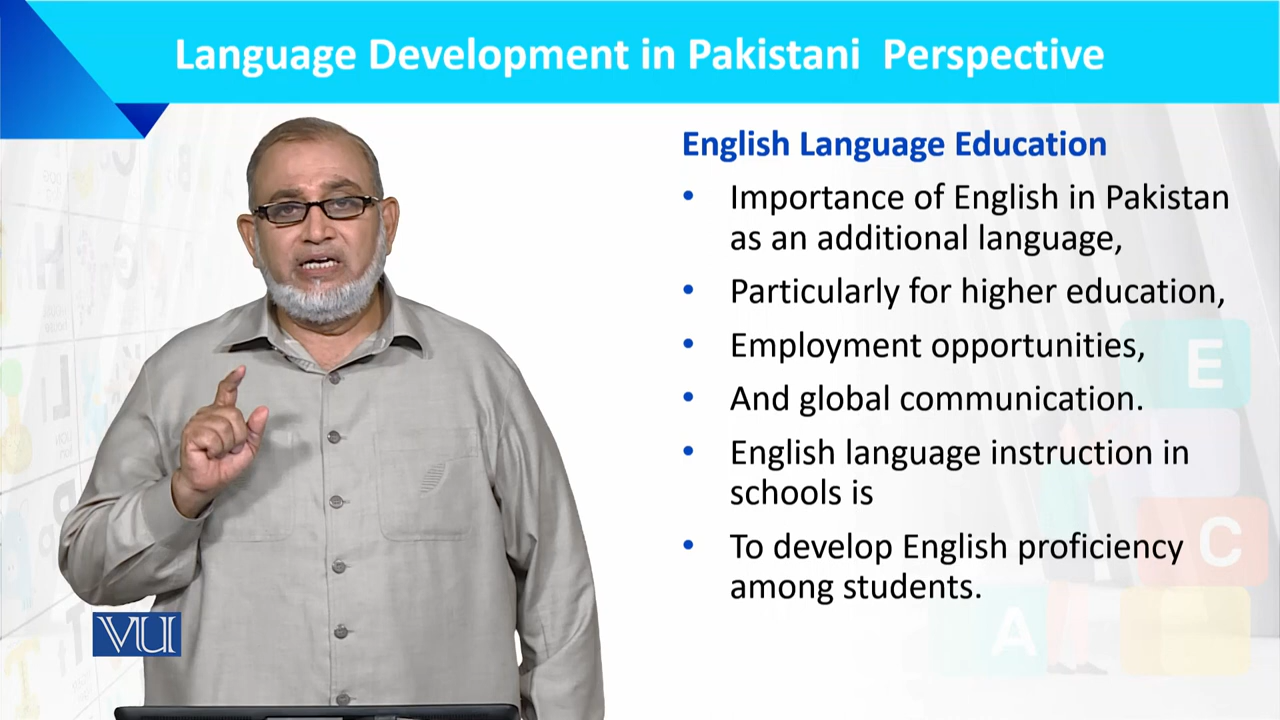 Language Development in Pakistani Perspective
English Language Education
• Importance of English in Pakistan
as an additional language,
• Particularly for higher education,
• Employment opportunities,
• And global communication.
• English language instruction in
schools is
• To develop English proficiency
among students.
E
C
A
VU